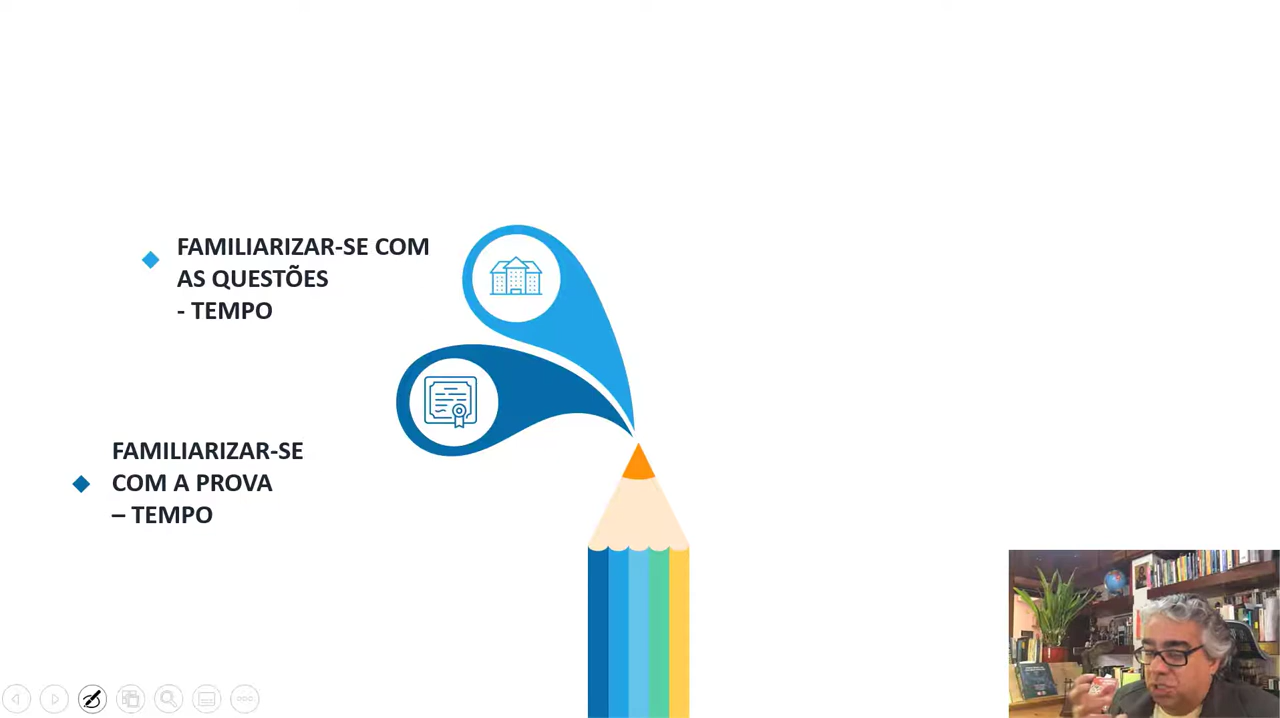 FAMILIARIZAR-SE COM
AS QUESTÕES
- TEMPO
FAMILIARIZAR-SE
COM A PROVA
– TEMPO